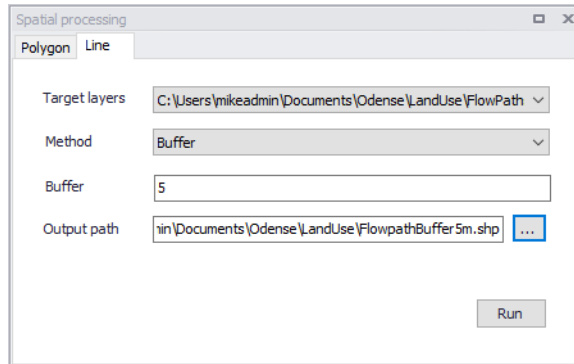 Spatial processing
Polygon Line
Target layers C:\Users\mikeadmin\Documents\Odense\LandUse\FlowPath
Method Buffer
Buffer 5
Output path nin\Documents\Odense\LandUse\FlowpathBuffer5m.shp ...
Run